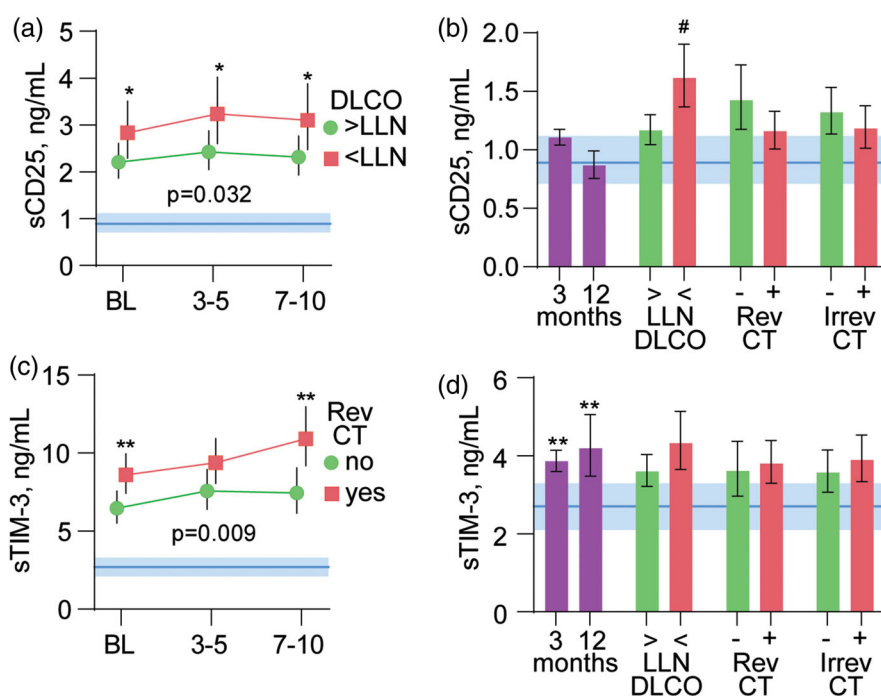 (a)
sCD25, ng/mL
5
4
3
2
1
0
* * *
DLCO
>LLN
<LLN
p=0.032
BL 3-5 7-10
(b)
sCD25, ng/mL
2.0
1.5
1.0
0.5
0.0
#
3 12 > < - + - +
months LLN Rev Irrev
DLCO CT CT
(c)
sTIM-3, ng/mL
15
10
5
0
** **
Rev
CT
no
yes
p=0.009
BL 3-5 7-10
(d)
sTIM-3, ng/mL
6
4
2
0
** **
3 12 > < - + - +
months LLN Rev Irrev
DLCO CT CT